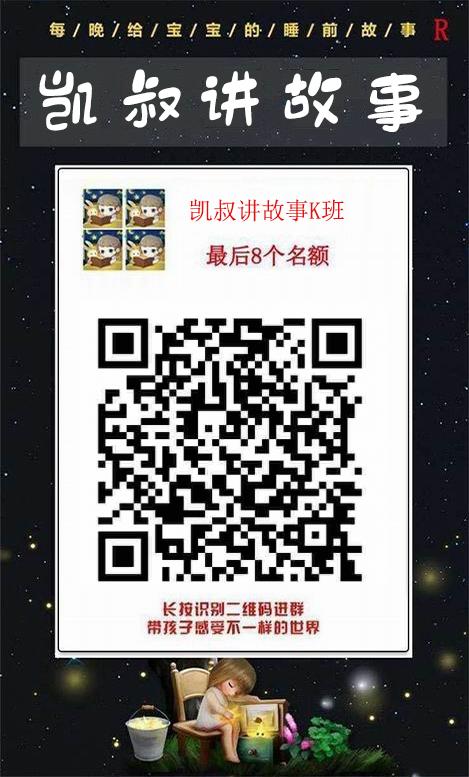 每/晚/给/宝/宝/的/睡/前/故/事 R
凯叔讲故事
凯叔讲故事K班
最后8个名额
长按识别二维码进群
带孩子感受不一样的世界